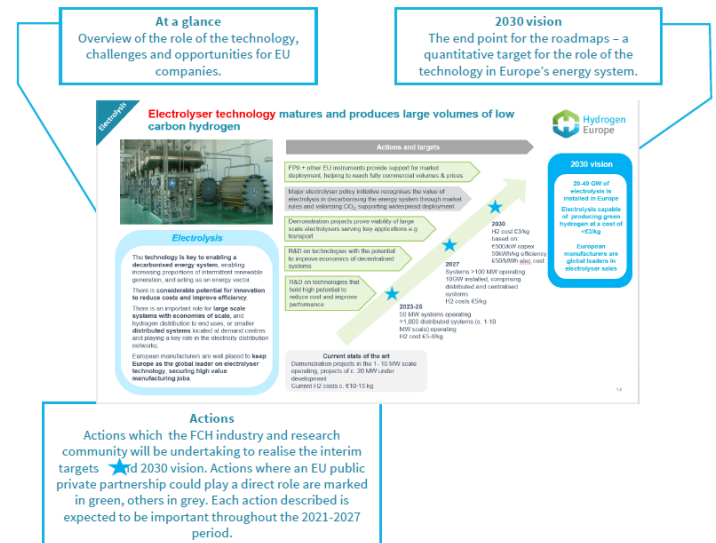 At a glance
Overview of the role of the technology,
challenges and opportunities for EU
companies.
2030 vision
The end point for the roadmaps – a
quantitative target for the role of the
technology in Europe's energy system.
Electrolysis
Electrolyser technology matures and produces large volumes of low
carbon hydrogen
Hydrogen
Europe
Actions and targets
FP9 + other EU instruments provide support for market
deployment, helping to reach fully commercial volumes & prices
Major electrolyser policy initiative recognises the value of
electrolysis in decarbonising the energy system through market
rules and valorising CO₂, supporting widespread deployment
Demonstration projects prove viability of large
scale electrolysers serving key applications e.g.
transport
R&D on technologies with the potential
to improve economics of decentralised
systems
R&D on technologies that
hold high potential to
reduce cost and improve
performance
2030
H2 cost €3/kg
based on
€500/kW capex
50kWh/kg efficiency
€50/MWh elec cost
2027
Systems >100 MW operating
10GW installed, comprising
distributed and centralised
systems
H2 costs €5/kg
2023-25
50 MW systems operating
>1,000 distributed systems (c. 1-10
MW scale) operating
H2 cost €5-8/kg
Current state of the art
Demonstration projects in the 1- 10 MW scale
operating, projects of c. 20 MW under
development
Current H2 costs c. €10-15 kg
2030 vision
20-40 GW of
electrolysis is
installed in Europe
Electrolysis capable
of producing green
hydrogen at a cost of
<€3/kg
European
manufacturers are
global leaders in
electrolyser sales
Electrolysis
The technology is key to enabling a
decarbonised energy system, enabling
increasing proportions of intermittent renewable
generation, and acting as an energy vector.
There is considerable potential for innovation
to reduce costs and improve efficiency.
There is an important role for large scale
systems with economies of scale, and
hydrogen distribution to end uses, or smaller
distributed systems located at demand centres
and playing a key role in the electricity distribution
networks.
European manufacturers are well placed to keep
Europe as the global leader on electrolyser
technology, securing high value
manufacturing jobs.
14
Actions
Actions which the FCH industry and research
community will be undertaking to realise the interim
targets d 2030 vision. Actions where an EU public
private partnership could play a direct role are marked
in green, others in grey. Each action described is
expected to be important throughout the 2021-2027
period.